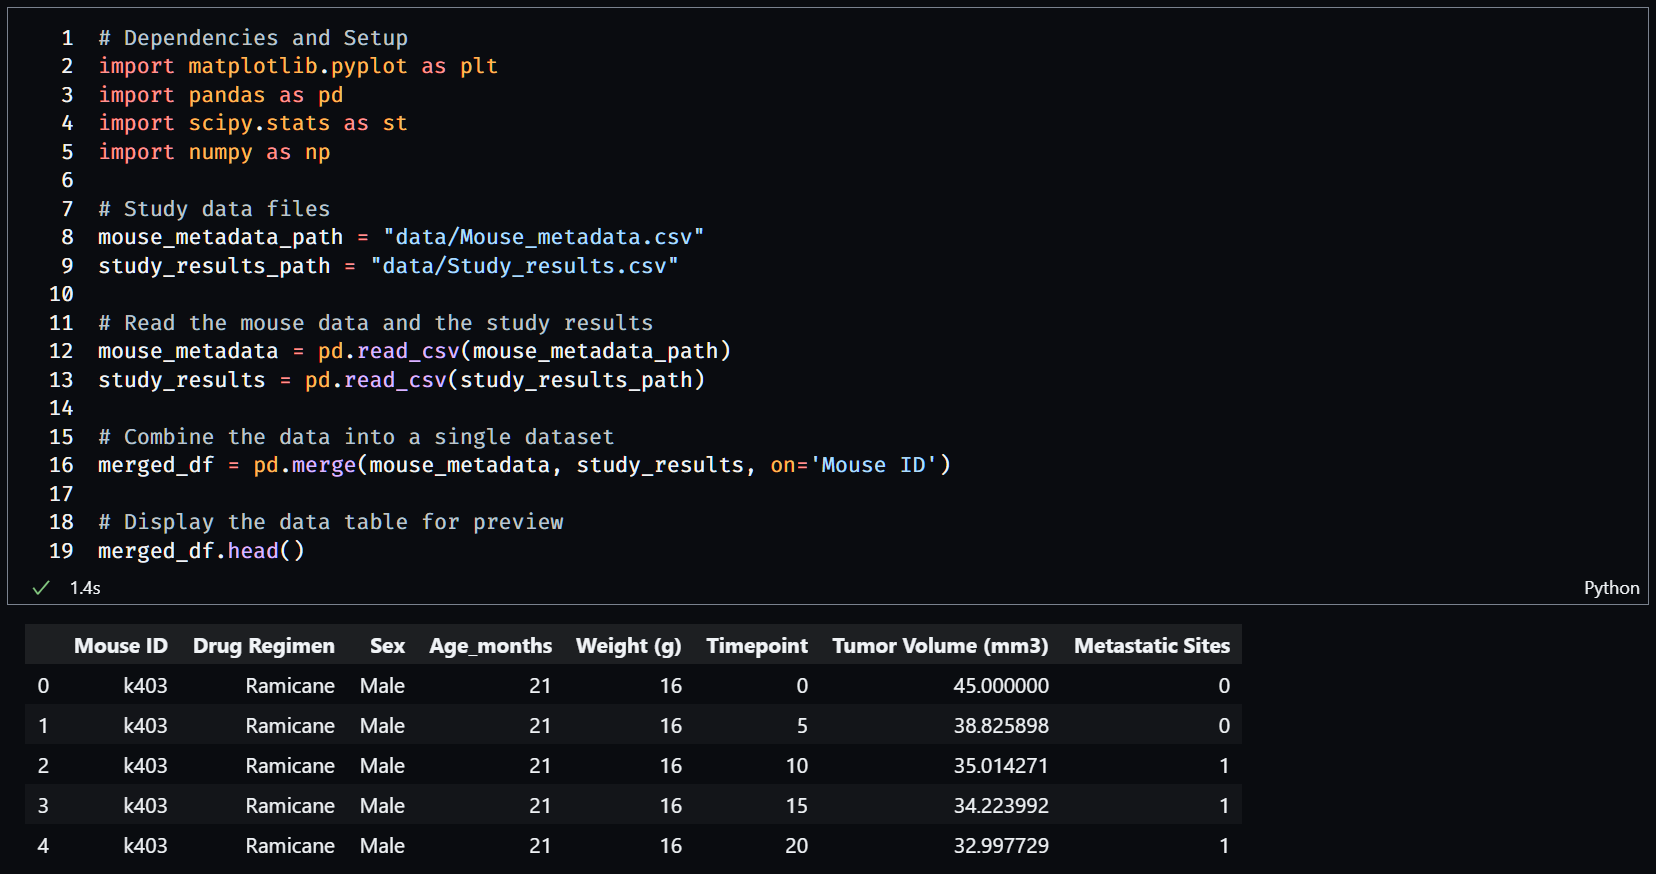 1 # Dependencies and Setup
2 import matplotlib.pyplot as plt
3 import pandas as pd
4 import scipy.stats as st
5 import numpy as np
6
7 # Study data files
8 mouse_metadata_path = "data/Mouse_metadata.csv"
9 study_results_path = "data/Study_results.csv"
10
11 # Read the mouse data and the study results
12 mouse_metadata = pd.read_csv(mouse_metadata_path)
13 study_results = pd.read_csv(study_results_path)
14
15 # Combine the data into a single dataset
16 merged_df = pd.merge(mouse_metadata, study_results, on='Mouse ID')
17
18 # Display the data table for preview
19 merged_df.head()
✓ 1.4s Python
Mouse ID Drug Regimen Sex Age_months Weight (g) Timepoint Tumor Volume (mm3) Metastatic Sites
0 k403 Ramicane Male 21 16 0 45.000000 0
1 k403 Ramicane Male 21 16 5 38.825898 0
2 k403 Ramicane Male 21 16 10 35.014271 1
3 k403 Ramicane Male 21 16 15 34.223992 1
4 k403 Ramicane Male 21 16 20 32.997729 1